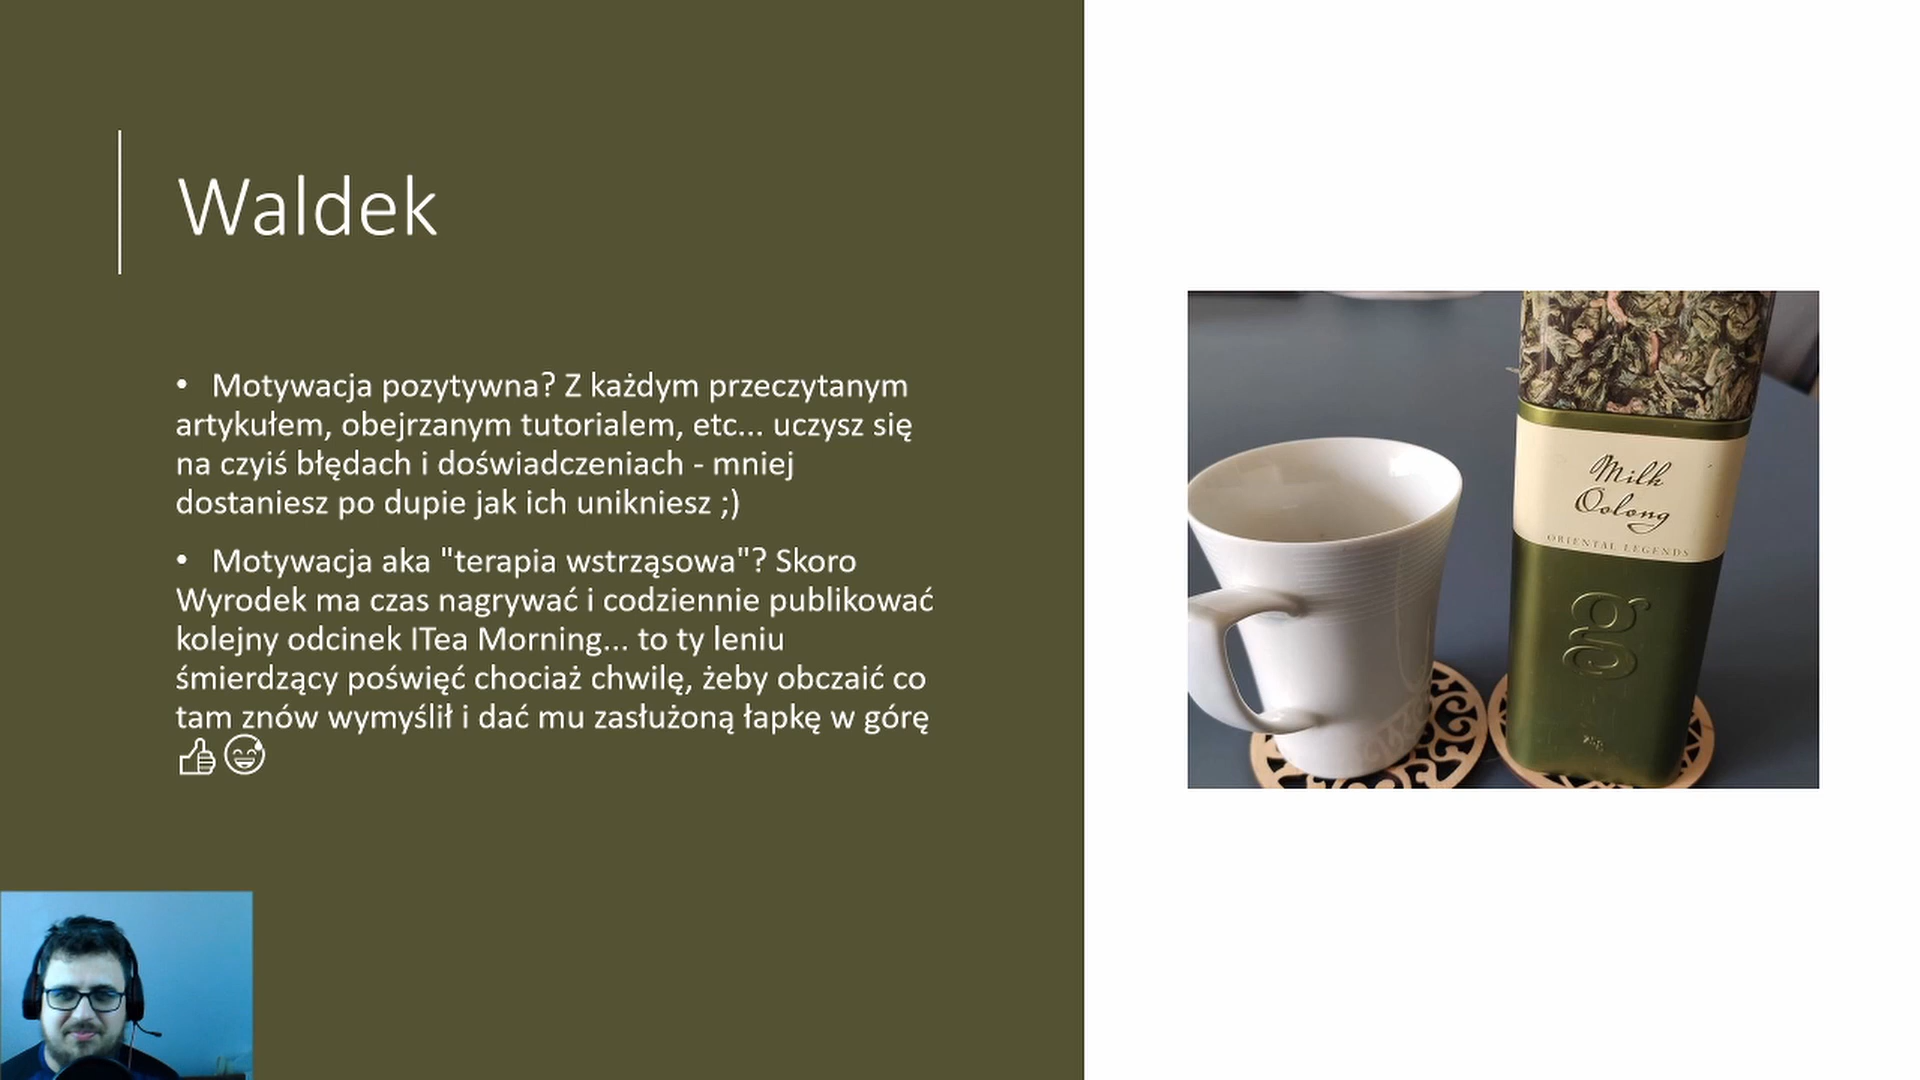 Waldek
• Motywacja pozytywna? Z każdym przeczytanym
artykułem, obejrzanym tutorialem, etc... uczysz się
na czyiś błędach i doświadczeniach - mniej
dostaniesz po dupie jak ich unikniesz ;)
• Motywacja aka "terapia wstrząsowa"? Skoro
Wyrodek ma czas nagrywać i codziennie publikować
kolejny odcinek ITea Morning... to ty leniu
śmierdzący poświęć chociaż chwilę, żeby obczaić co
tam znów wymyślił i dać mu zasłużoną łapkę w górę
👍😅
Milk
Oolong
ORIENTAL LEGENDS
g